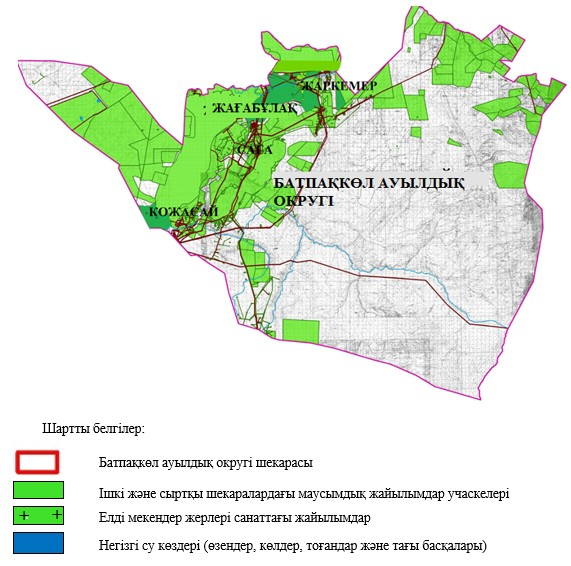 ЖАРКЕМЕР
ЖАҒАБҰЛАҚ
САҒА
БАТПАҚКӨЛ АУЫЛДЫҚ
ОКРУГІ
ҚОЖАСАЙ
Шартты белгілер:
Батпақкөл ауылдық округі шекарасы
Ішкі және сыртқы шекаралардағы маусымдық жайылымдар учаскелері
Елді мекендер жерлері санаттағы жайылымдар
Негізгі су көздері (өзендер, көлдер, тоғандар және тағы басқалары)